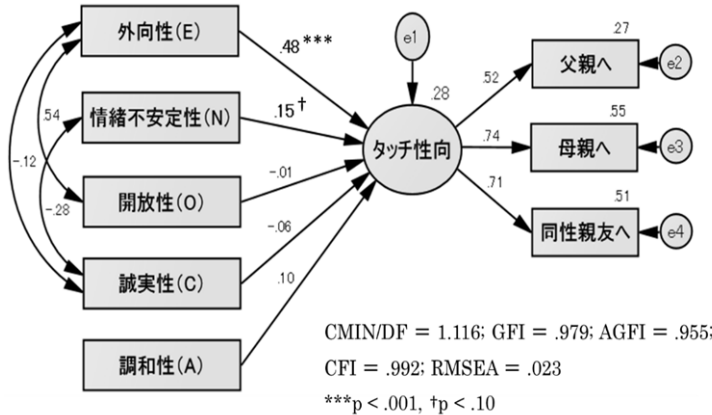 外向性(E)
情緒不安定性(N)
開放性(O)
誠実性(C)
調和性(A)
.54
-.12
-.28
.48***
.15†
-.01
-.06
.10
e1
.28
タッチ性向
.52
.74
.71
.27
父親へ
e2
.55
母親へ
e3
.51
同性親友へ
e4
CMIN/DF = 1.116; GFI = .979; AGFI = .955;
CFI = .992; RMSEA = .023
***p < .001, †p < .10